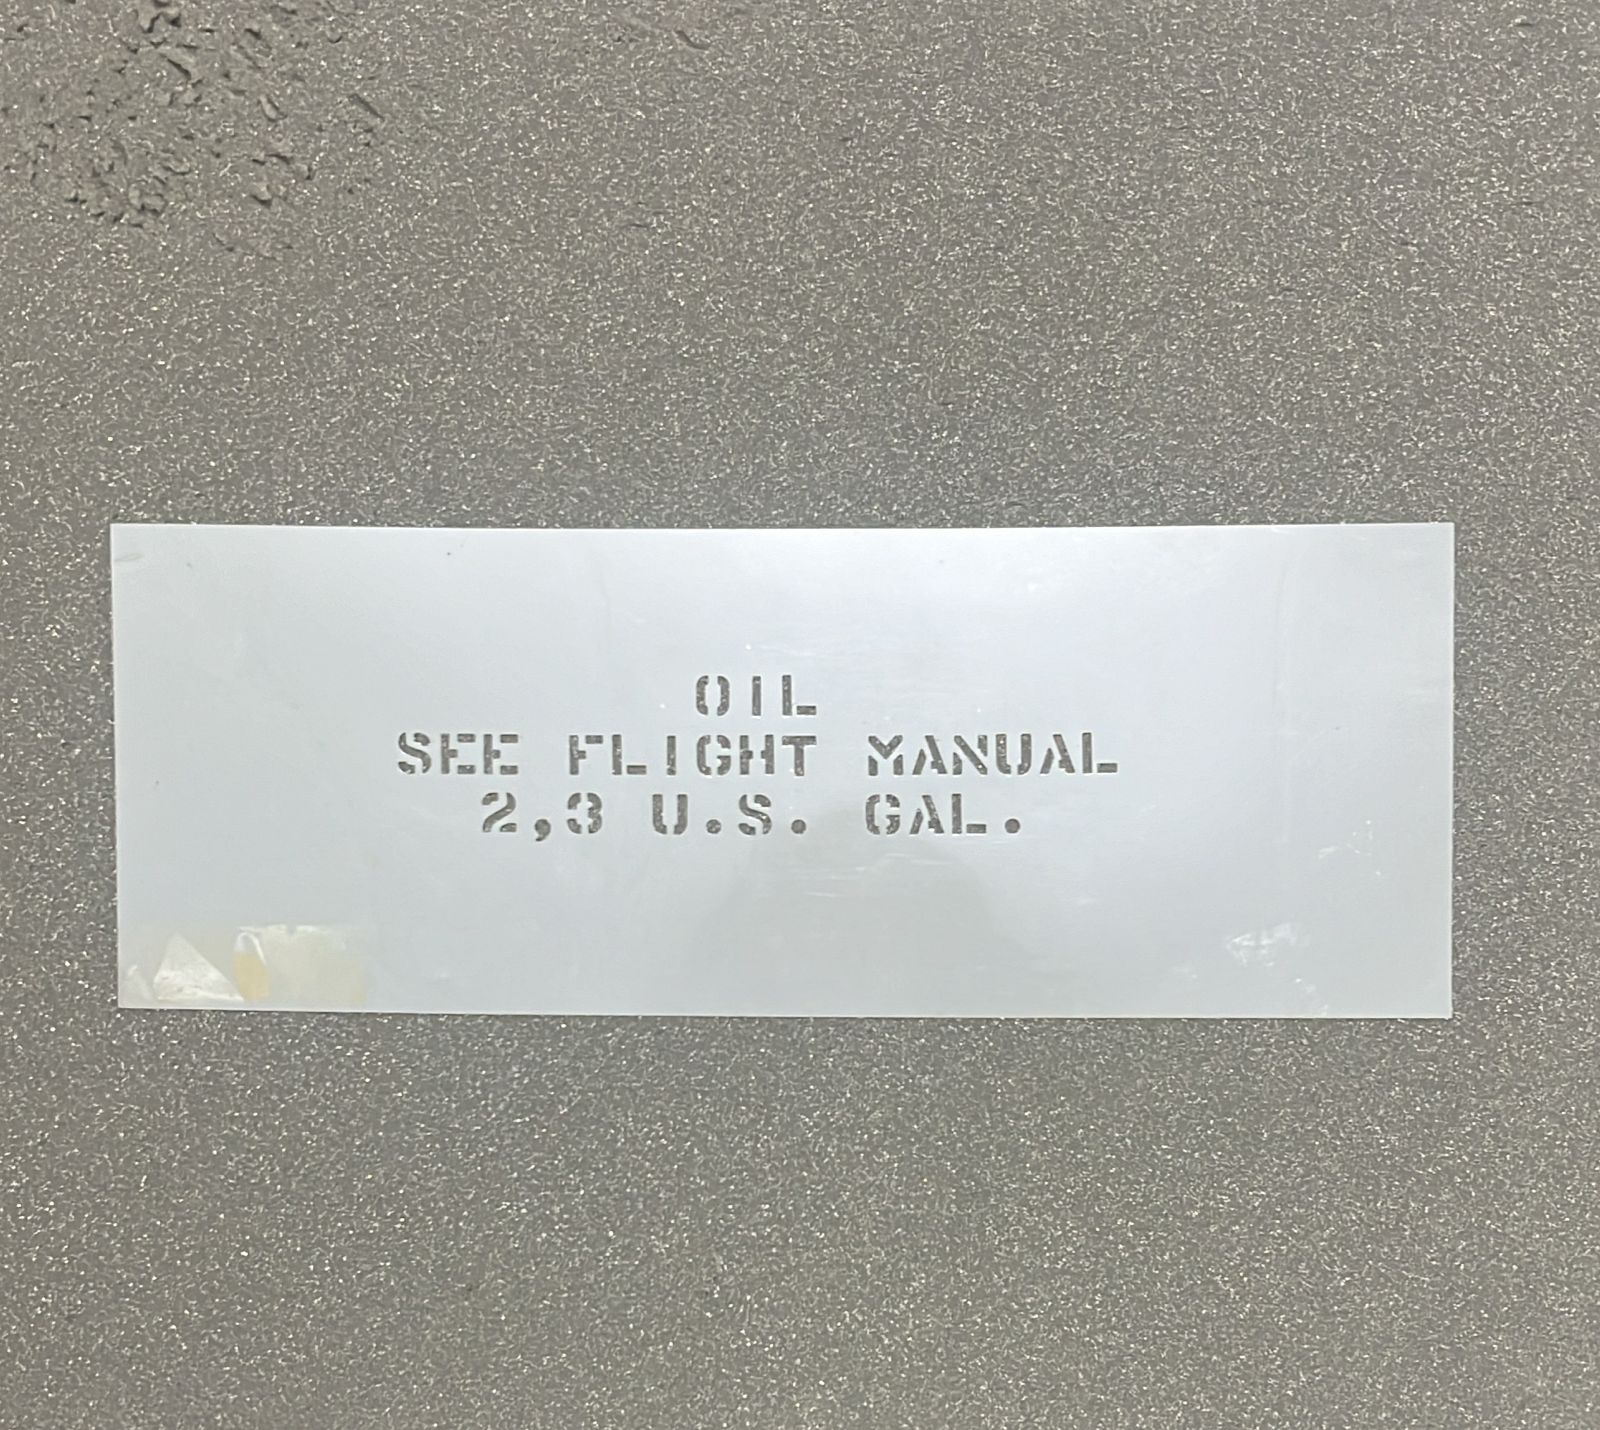 OIL
SEE FLIGHT MANUAL
2,3 U.S. GAL.